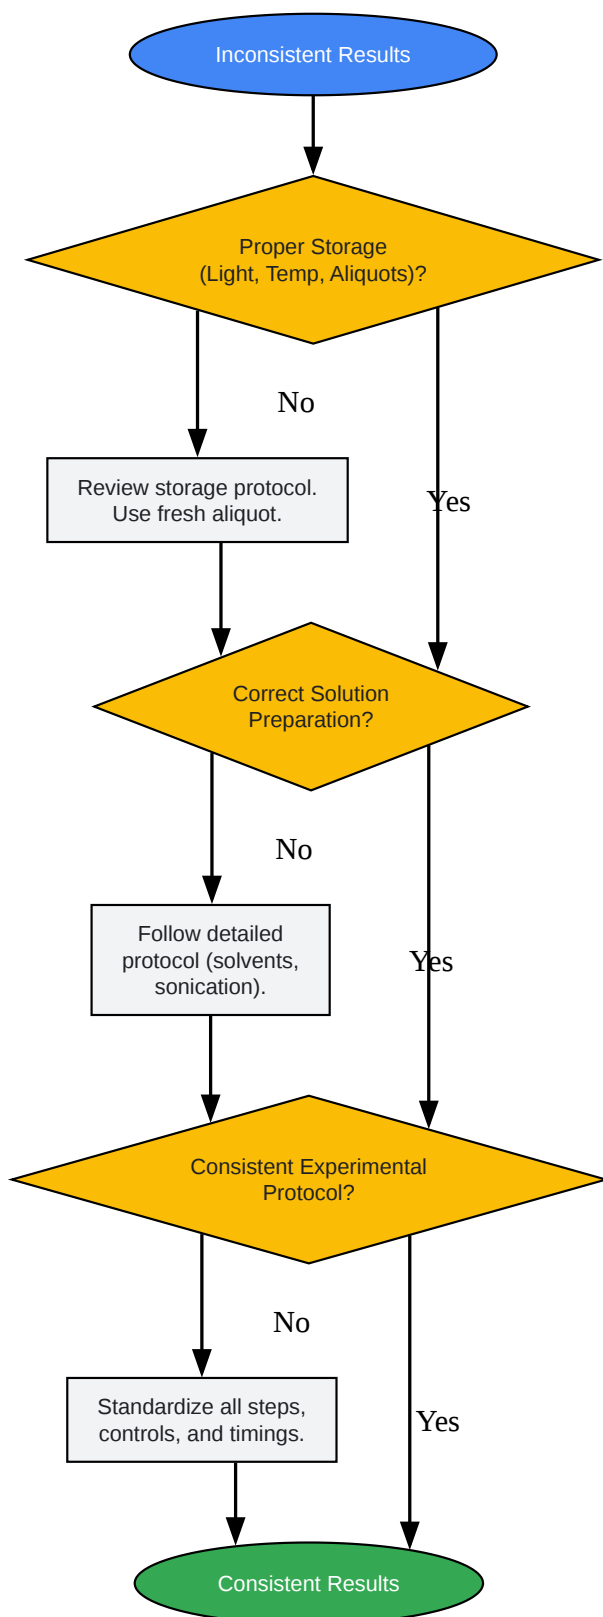 Inconsistent Results
Proper Storage
(Light, Temp, Aliquots)?
No
Review storage protocol.
Use fresh aliquot.
Yes
Correct Solution
Preparation?
No
Follow detailed
protocol (solvents,
sonication).
Yes
Consistent Experimental
Protocol?
No
Standardize all steps,
controls, and timings.
Yes
Consistent Results